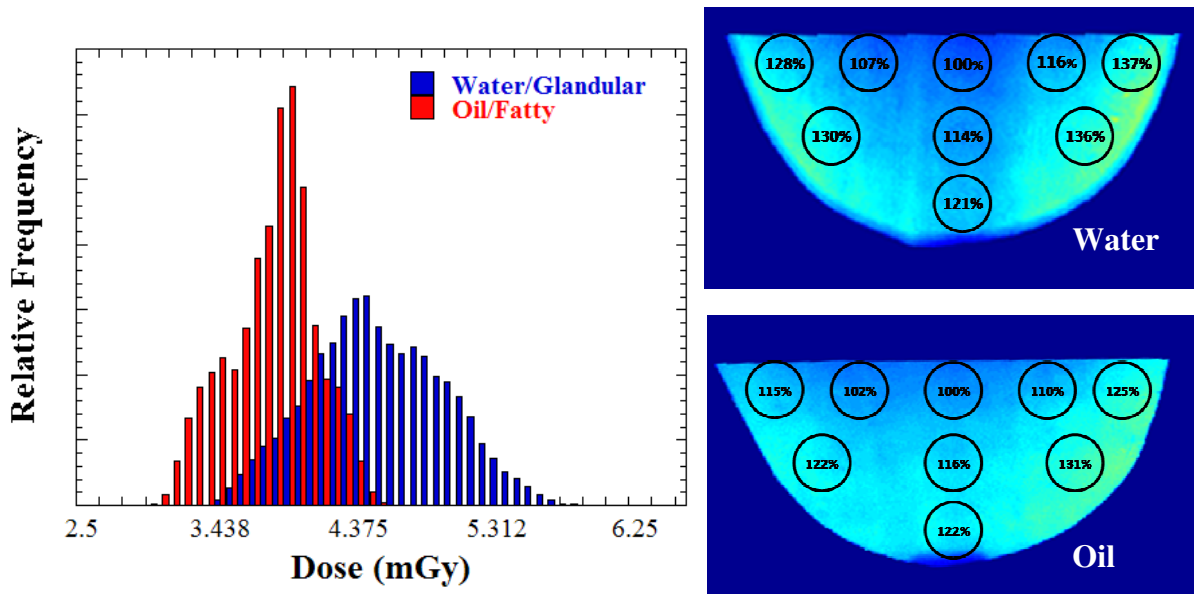 Relative Frequency
Water/Glandular
Oil/Fatty
2.5 3.438 4.375 5.312 6.25
Dose (mGy)
128% 107% 100% 116% 137%
130% 114% 136%
121%
Water
115% 102% 100% 110% 125%
122% 116% 131%
122%
Oil